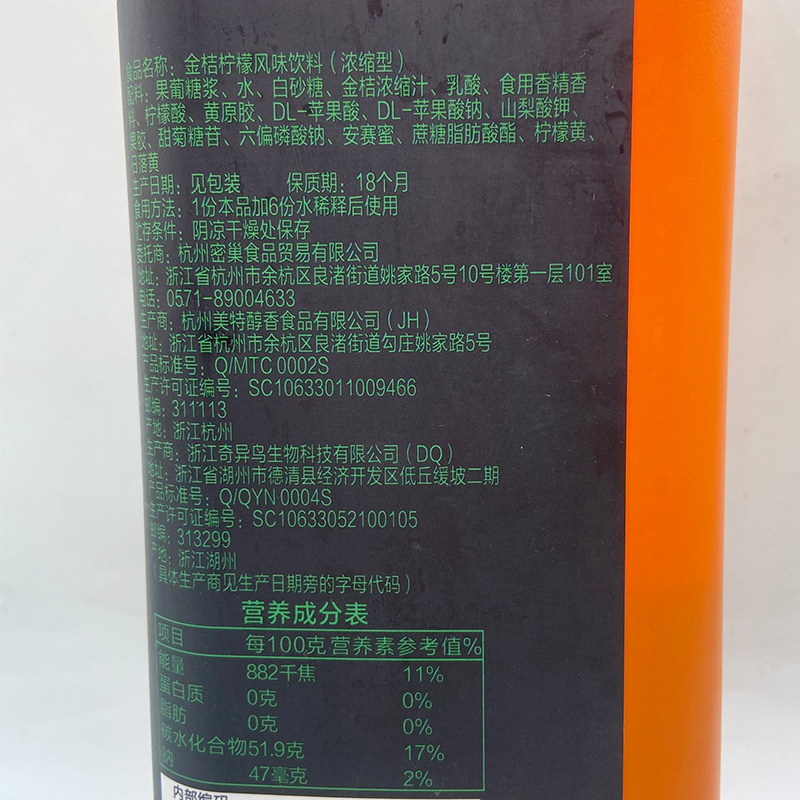 食品名称：金桔柠檬风味饮料（浓缩型）
配料：果葡糖浆、水、白砂糖、金桔浓缩汁、乳酸、食用香精香
料、柠檬酸、黄原胶、DL-苹果酸、DL-苹果酸钠、山梨酸钾、
果胶、甜菊糖苷、六偏磷酸钠、安赛蜜、蔗糖脂肪酸酯、柠檬黄、
日落黄
生产日期：见包装 保质期：18个月
食用方法：1份本品加6份水稀释后使用
贮存条件：阴凉干燥处保存
委托商：杭州密巢食品贸易有限公司
地址：浙江省杭州市余杭区良渚街道姚家路5号10号楼第一层101室
电话：0571-89004633
生产商：杭州美特醇香食品有限公司（JH）
地址：浙江省杭州市余杭区良渚街道勾庄姚家路5号
产品标准号：Q/MTC 0002S
生产许可证编号：SC10633011009466
邮编：311113
产地：浙江杭州
生产商：浙江奇异鸟生物科技有限公司（DQ）
地址：浙江省湖州市德清县经济开发区低丘缓坡二期
产品标准号：Q/QYN 0004S
生产许可证编号：SC10633052100105
邮编：313299
产地：浙江湖州
（具体生产商见生产日期旁的字母代码）
营养成分表
项目 每100克 营养素参考值%
能量 882千焦 11%
蛋白质 0克 0%
脂肪 0克 0%
碳水化合物 51.9克 17%
钠 47毫克 2%
内部编码